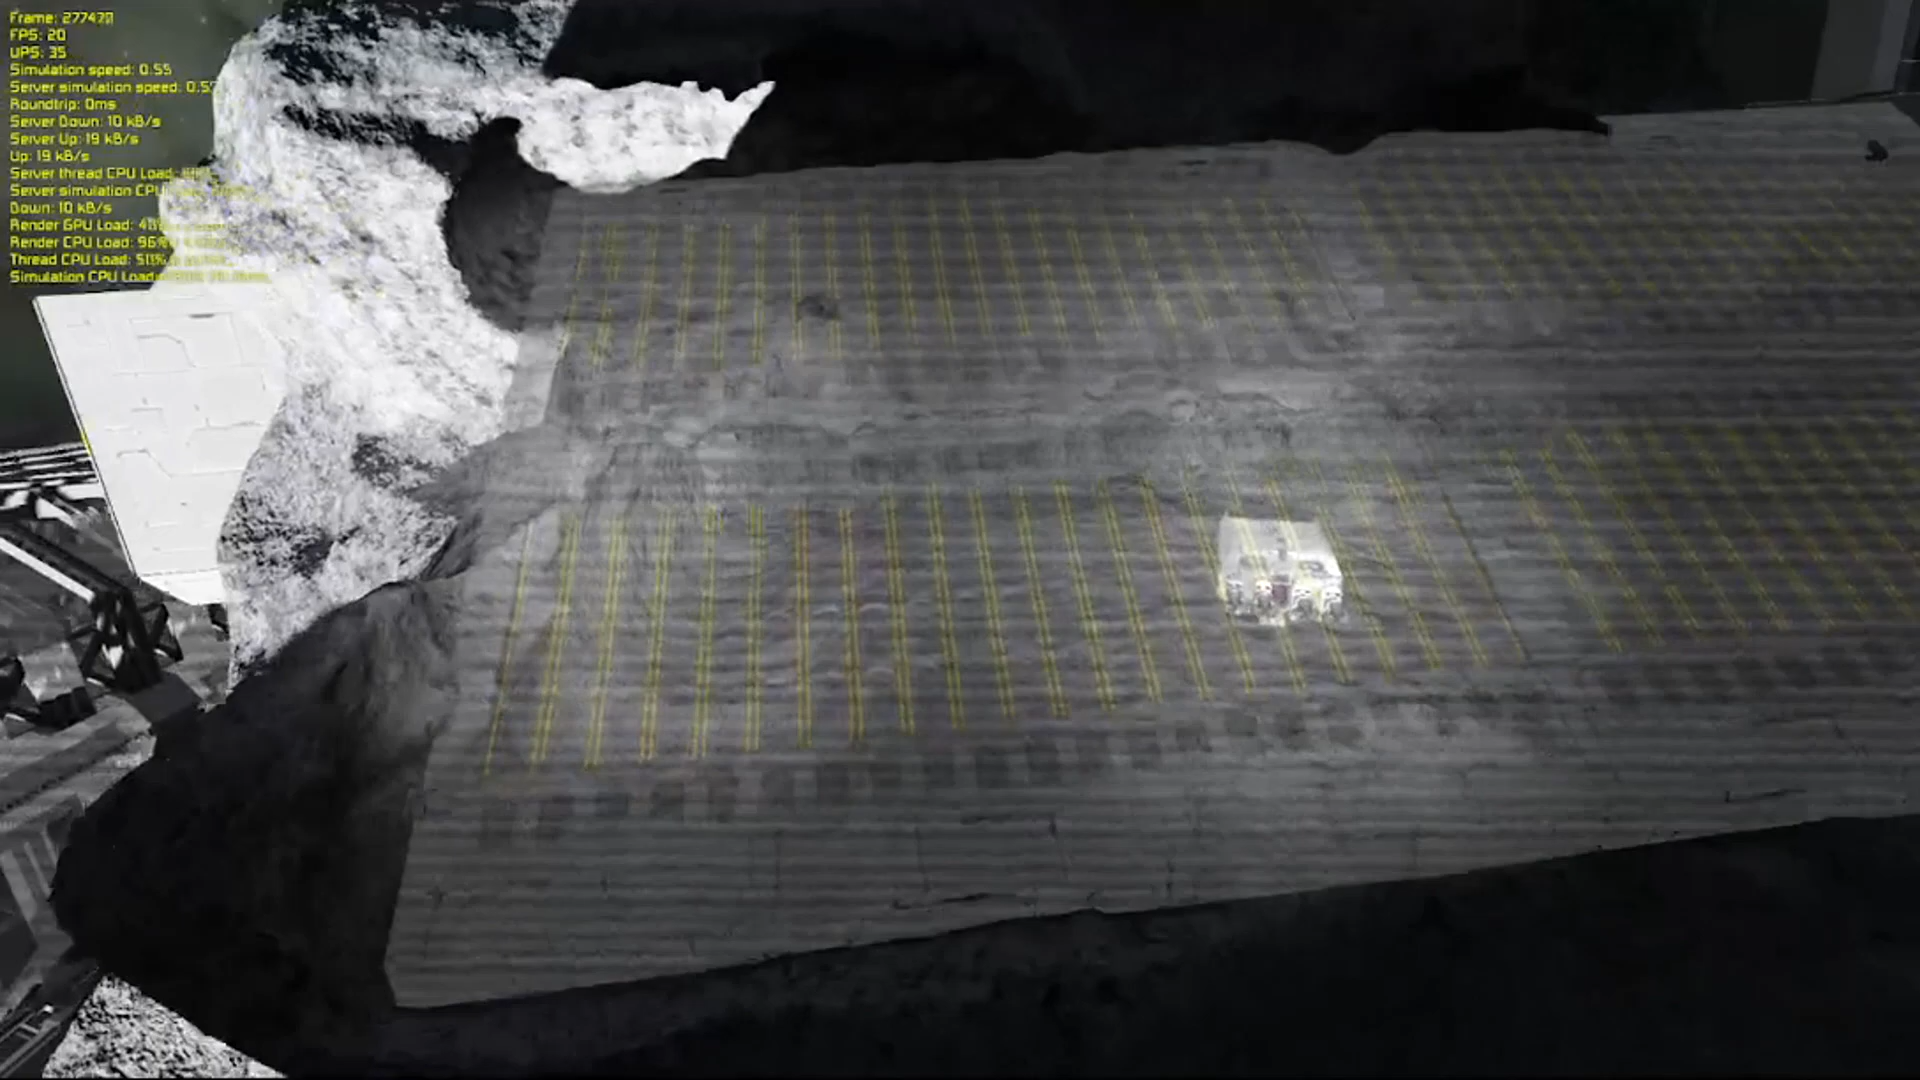 Frame: 277470
FPS: 20
UPS: 35
Simulation speed: 0.55
Server simulation speed: 0.5
Roundtrip: 0ms
Server Down: 10 kB/s
Server Up: 19 kB/s
Up: 19 kB/s
Server thread CPU Load:
Server simulation
Down: 10 kB/s
Render GPU Load:
Render CPU Load: 96%
Thread CPU Load:
Simulation CPU Load: